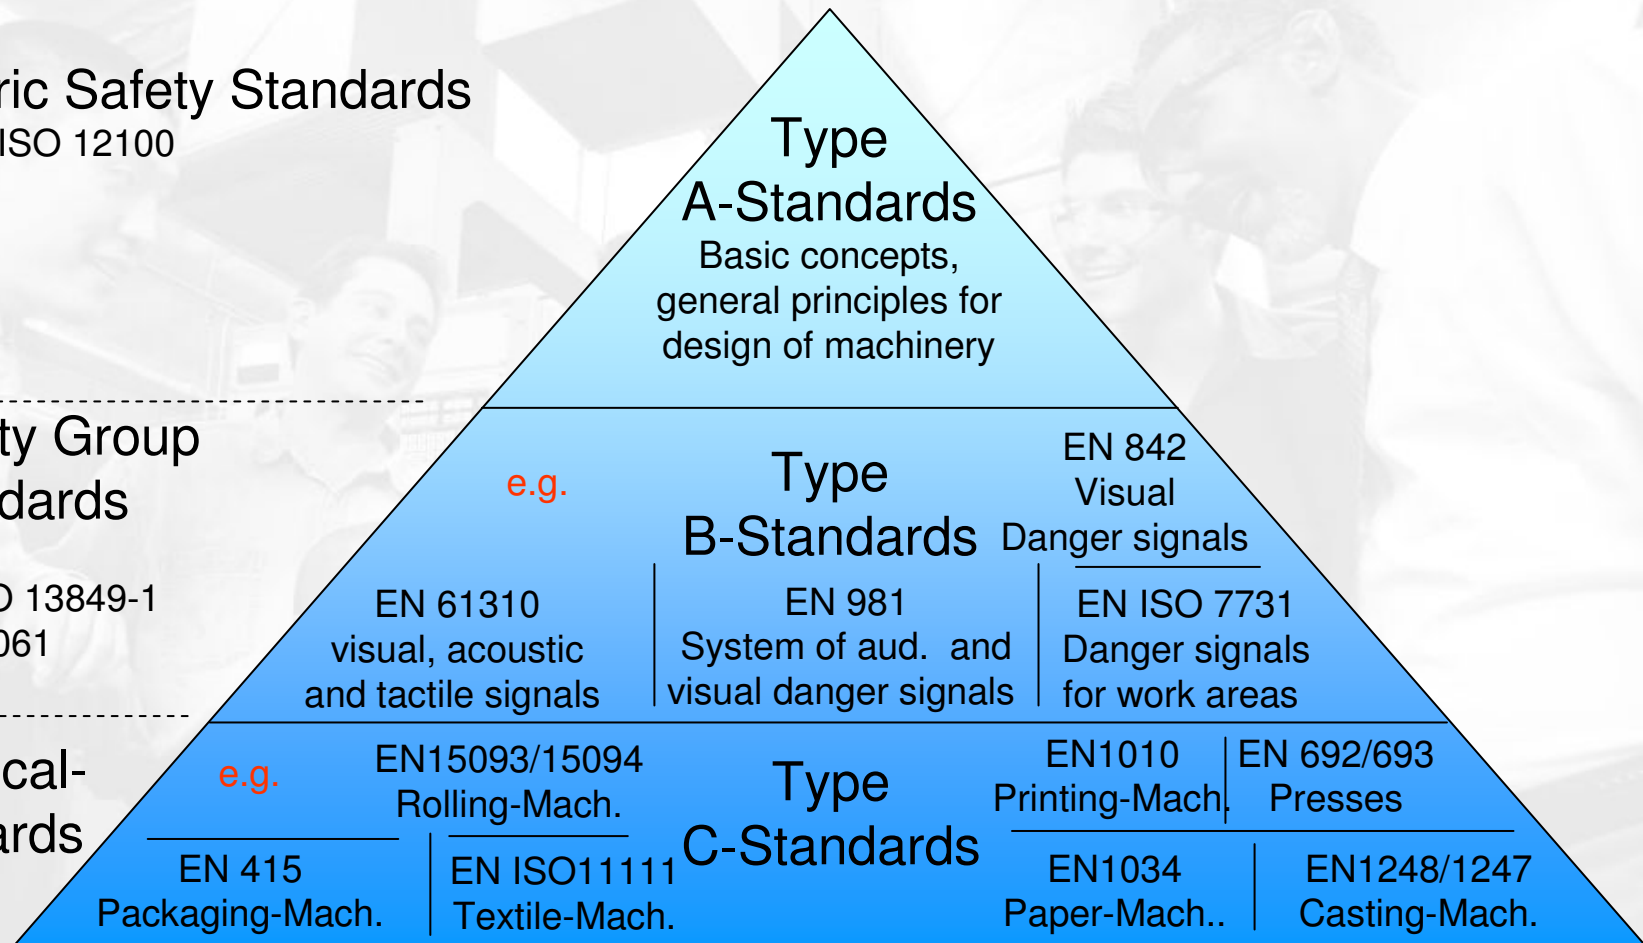 ric Safety Standards
ISO 12100
Type
A-Standards
Basic concepts,
general principles for
design of machinery
ty Group
dards
O 13849-1
061
e.g.
Type
B-Standards
EN 842
Visual
Danger signals
EN 61310
visual, acoustic
and tactile signals
EN 981
System of aud. and
visual danger signals
EN ISO 7731
Danger signals
for work areas
cal-
ards
e.g.
EN15093/15094
Rolling-Mach.
EN 415
Packaging-Mach.
EN ISO11111
Textile-Mach.
Type
C-Standards
EN1010
Printing-Mach.
EN 692/693
Presses
EN1034
Paper-Mach..
EN1248/1247
Casting-Mach.